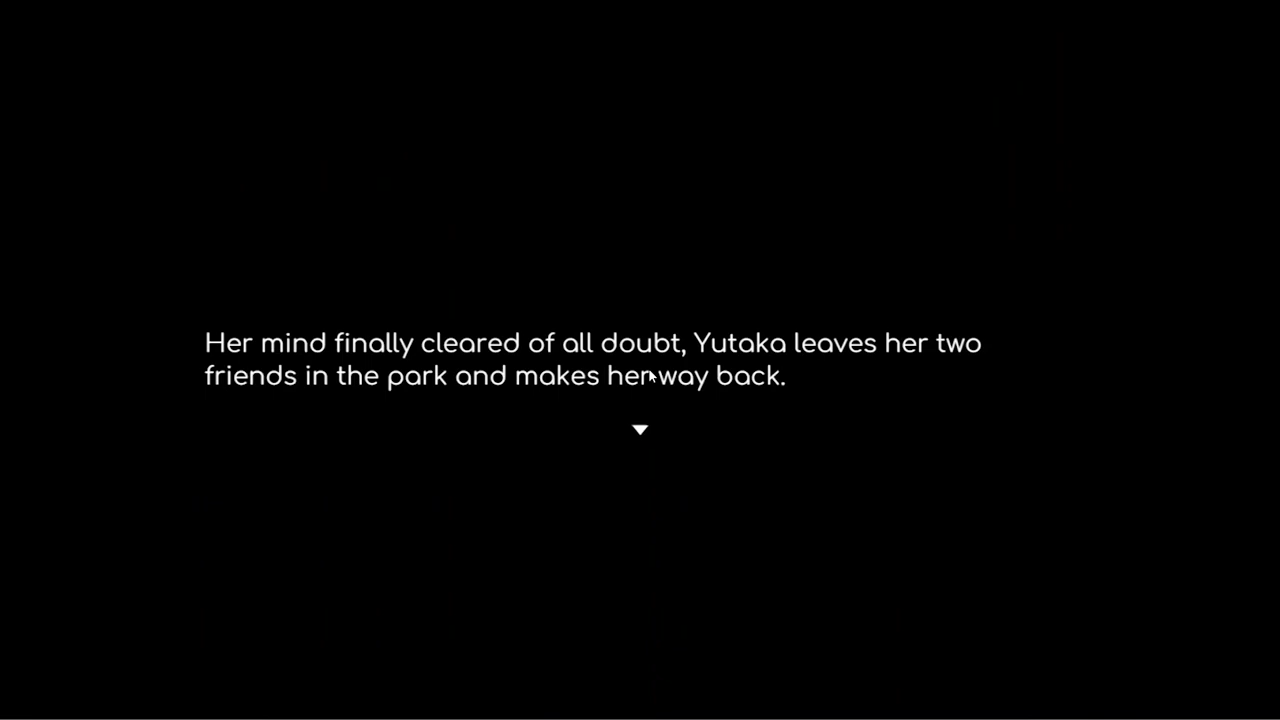 Her mind finally cleared of all doubt, Yutaka leaves her two
friends in the park and makes her way back.